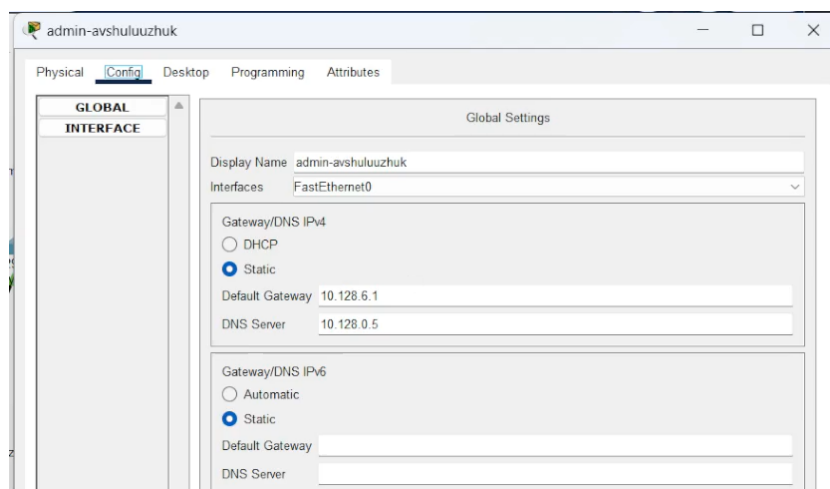 admin-avshuluuzhuk
Physical Config Desktop Programming Attributes
GLOBAL
INTERFACE
Global Settings
Display Name admin-avshuluuzhuk
Interfaces FastEthernet0
Gateway/DNS IPv4
DHCP
Static
Default Gateway 10.128.6.1
DNS Server 10.128.0.5
Gateway/DNS IPv6
Automatic
Static
Default Gateway
DNS Server